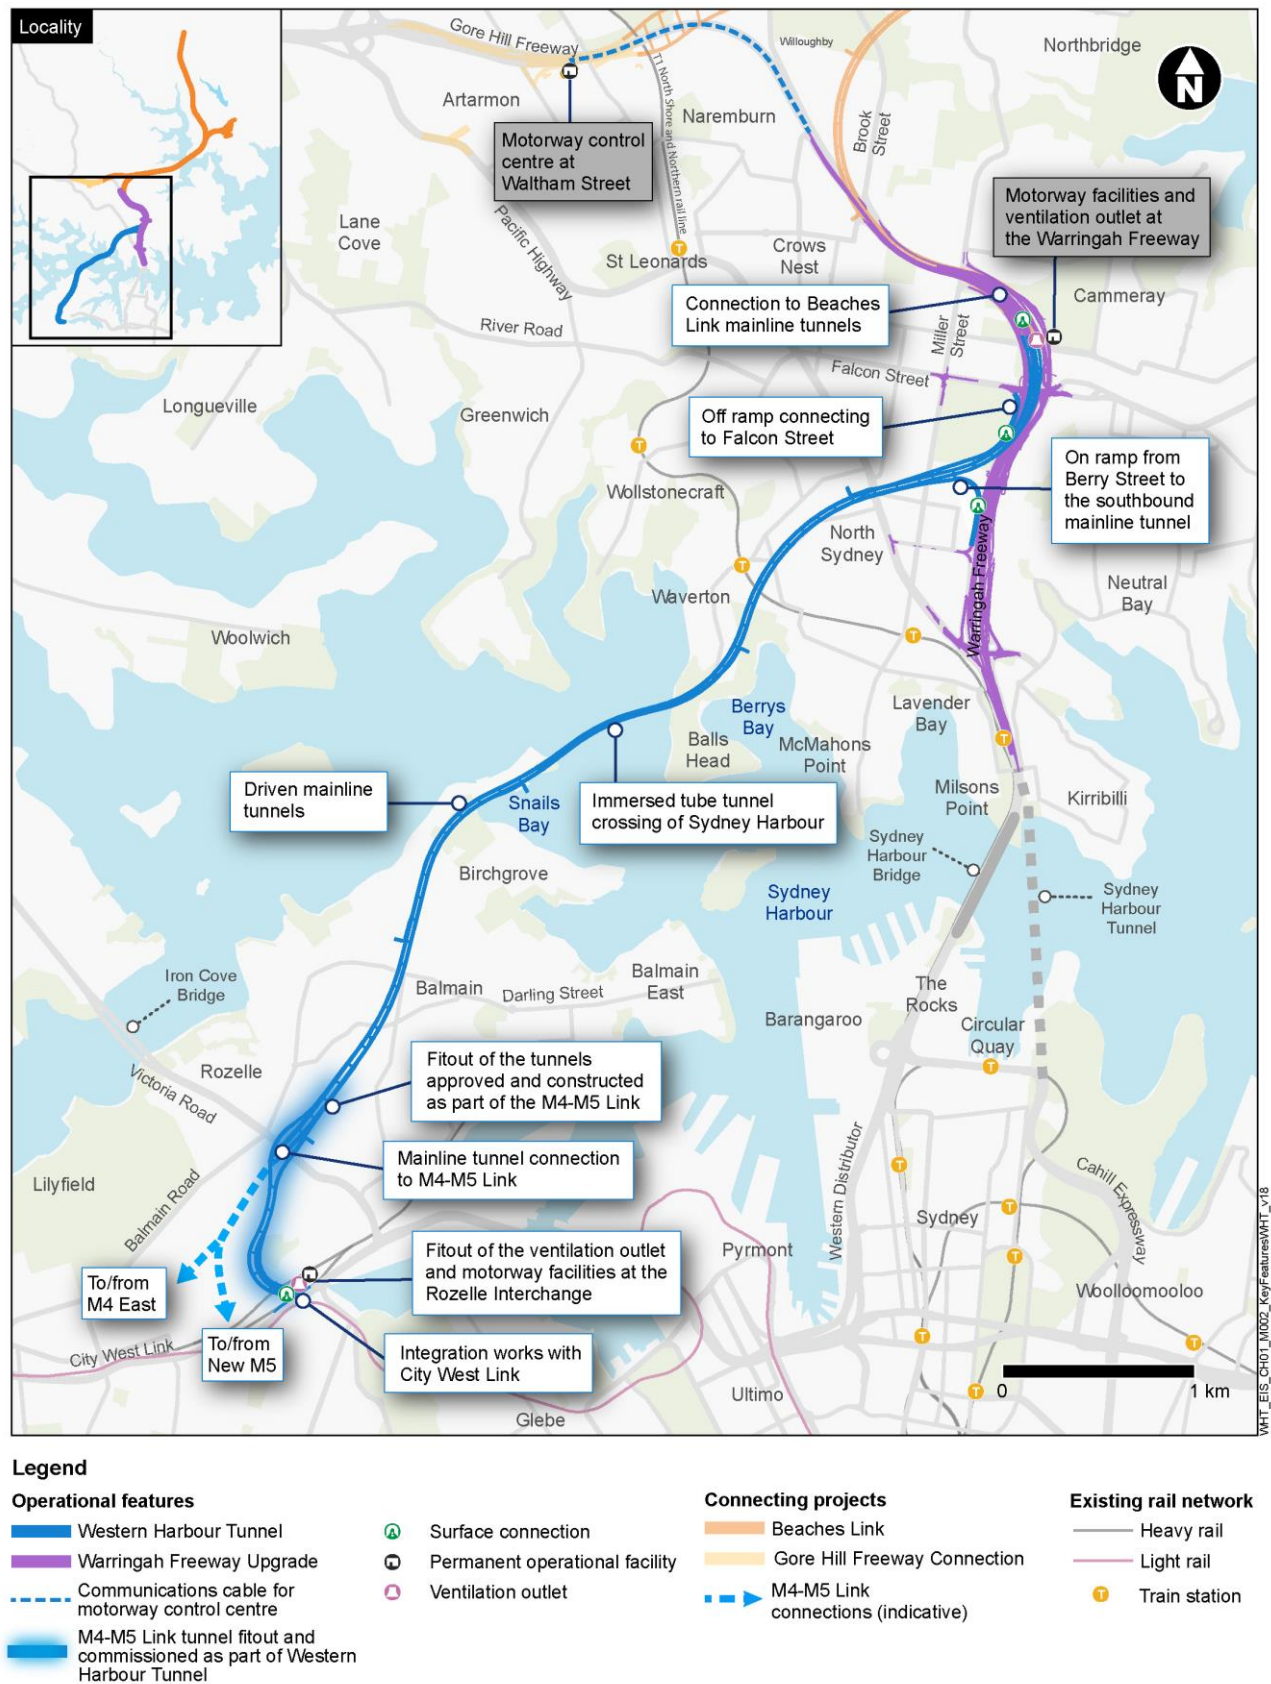 Locality
Gore Hill Freeway
Willoughby
Northbridge
N
T1 North Shore and Northern rail line
Artarmon
Naremburn
Brook
Street
Motorway control
centre at
Waltham Street
Motorway facilities and
ventilation outlet at
the Warringah Freeway
Lane
Cove
Pacific Highway
St Leonards
Crows
Nest
Cammeray
Connection to Beaches
Link mainline tunnels
River Road
Miller
Street
Falcon Street
Longueville
Greenwich
Off ramp connecting
to Falcon Street
On ramp from
Berry Street to
the southbound
mainline tunnel
Wollstonecraft
North
Sydney
Warringah Freeway
Neutral
Bay
Waverton
Woolwich
Lavender
Bay
Berrys
Bay
Balls
Head
McMahons
Point
Driven mainline
tunnels
Snails
Bay
Immersed tube tunnel
crossing of Sydney Harbour
Milsons
Point
Kirribilli
Sydney
Harbour
Bridge
Birchgrove
Sydney
Harbour
Sydney
Harbour
Tunnel
Iron Cove
Bridge
Balmain
Darling Street
Balmain
East
The
Rocks
Barangaroo
Circular
Quay
Rozelle
Victoria Road
Fitout of the tunnels
approved and constructed
as part of the M4-M5 Link
Mainline tunnel connection
to M4-M5 Link
Lilyfield
Balmain Road
Western Distributor
Cahill Expressway
Sydney
Pyrmont
Fitout of the ventilation outlet
and motorway facilities at the
Rozelle Interchange
Woolloomooloo
To/from
M4 East
To/from
New M5
City West Link
Integration works with
City West Link
Ultimo
Glebe
0 1 km
WHT_EIS_CH01_M002_KeyFeaturesWHT_v18
Legend
Operational features
Western Harbour Tunnel
Warringah Freeway Upgrade
Communications cable for
motorway control centre
M4-M5 Link tunnel fitout and
commissioned as part of Western
Harbour Tunnel
Surface connection
Permanent operational facility
Ventilation outlet
Connecting projects
Beaches Link
Gore Hill Freeway Connection
M4-M5 Link
connections (indicative)
Existing rail network
Heavy rail
Light rail
T Train station